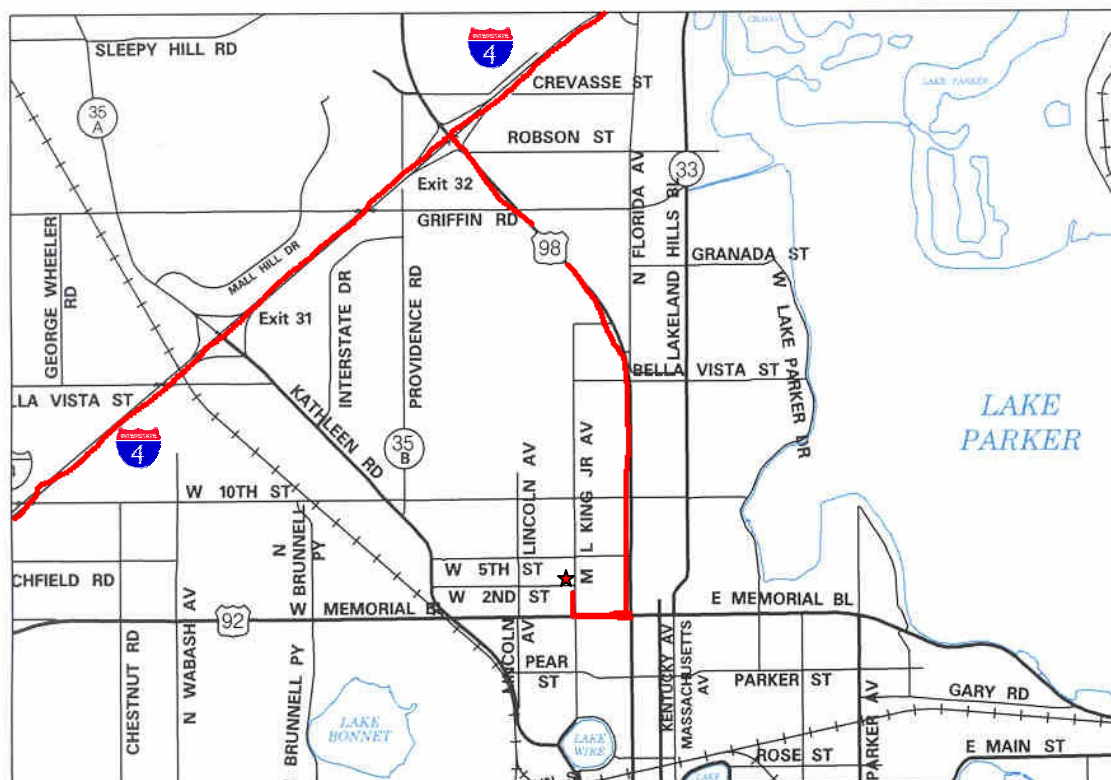 SLEEPY HILL RD
INTERSTATE
4
CREVASSE ST
LAKE PARKER
35
A
ROBSON ST
33
Exit 32
GRIFFIN RD
98
N FLORIDA AV
LAKELAND HILLS BL
GRANADA ST
GEORGE WHEELER
RD
MALL HILL DR
INTERSTATE DR
PROVIDENCE RD
W LAKE PARKER DR
Exit 31
BELLA VISTA ST
LLA VISTA ST
KATHLEEN RD
LAKE
PARKER
INTERSTATE
4
35
B
LINCOLN AV
M L KING JR AV
W 10TH ST
N BRUNNELL
PY
CHFIELD RD
W 5TH ST
W 2ND ST
W MEMORIAL BL
E MEMORIAL BL
92
CHESTNUT RD
N WABASH AV
BRUNNELL PY
LINCOLN AV
PEAR
ST
KENTUCKY AV
MASSACHUSETTS
AV
PARKER ST
PARKER AV
GARY RD
LAKE
BONNET
LAKE
WIRE
ROSE ST
E MAIN ST
LAKE